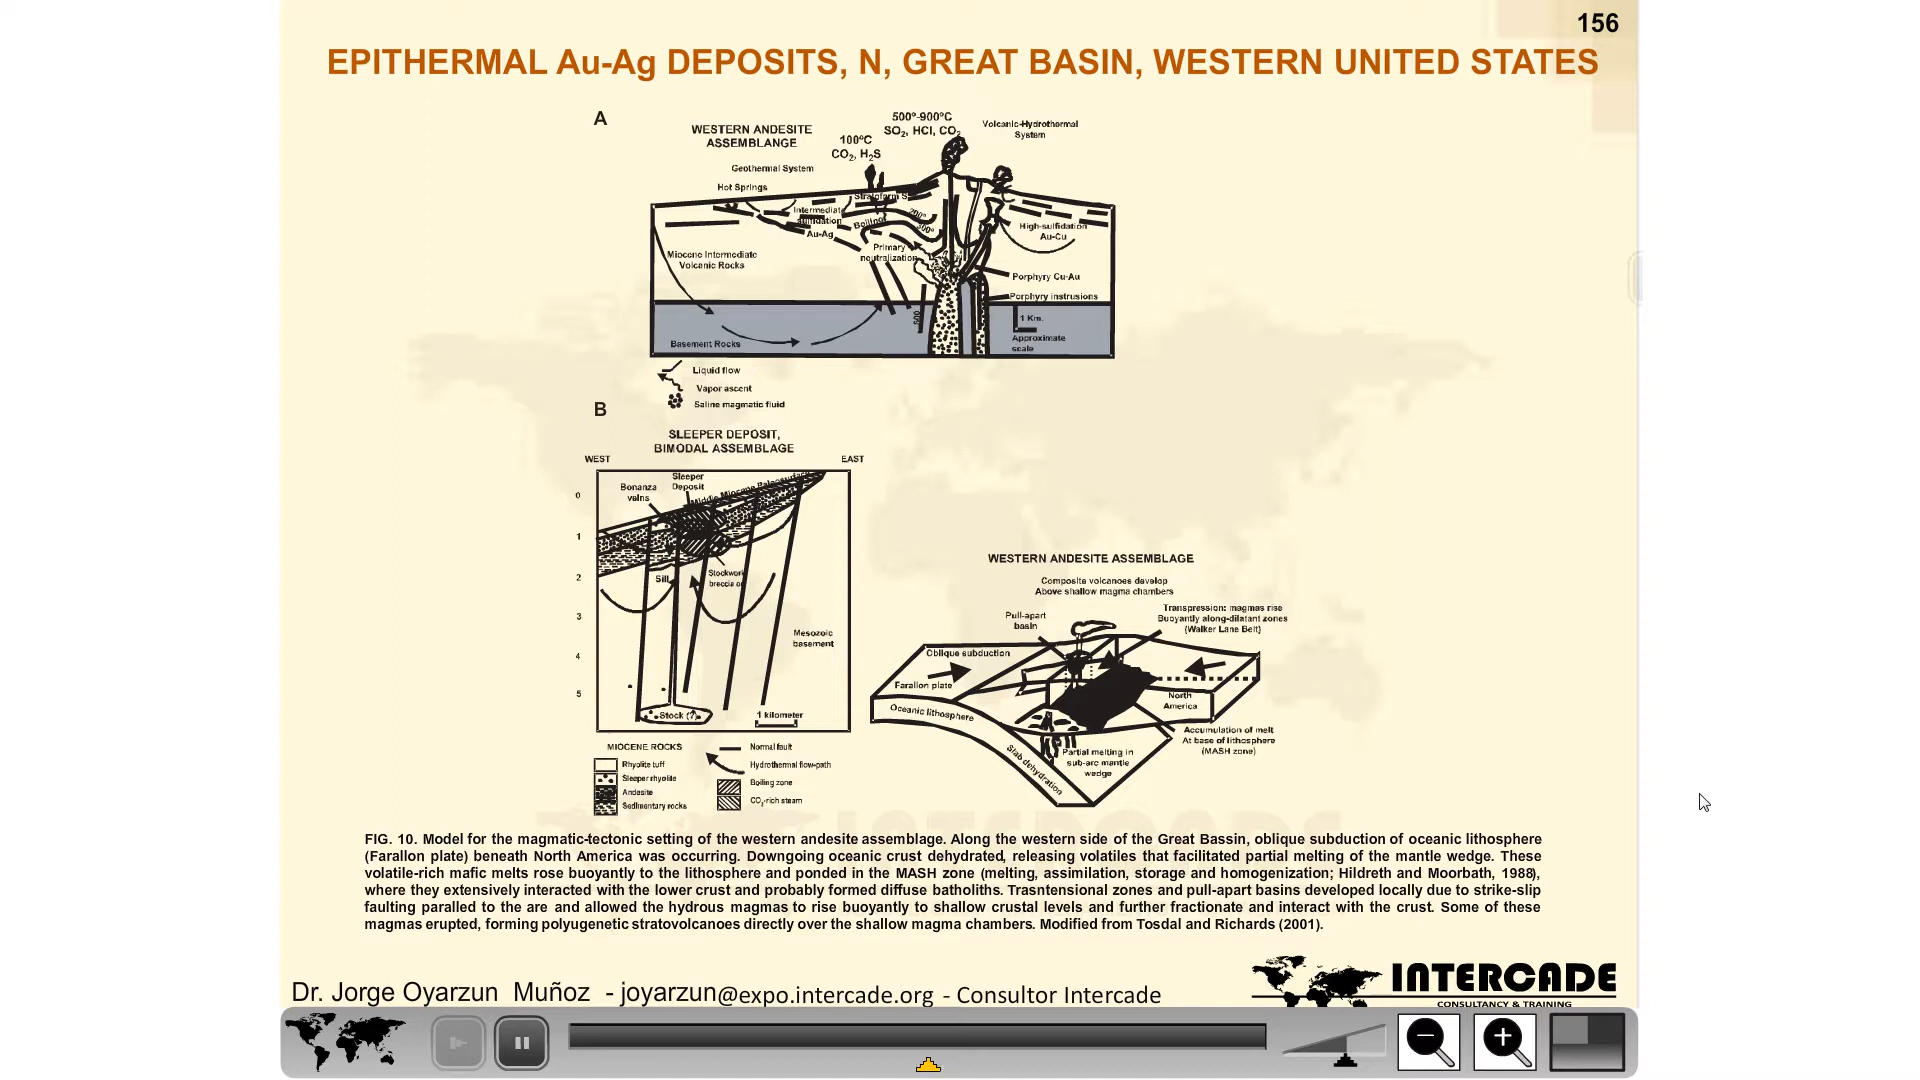 156
EPITHERMAL Au-Ag DEPOSITS, N, GREAT BASIN, WESTERN UNITED STATES
A
WESTERN ANDESITE
ASSEMBLANGE
100ºC
CO2, H2S
500º-900ºC
SO2, HCl, CO2
Volcanic-Hydrothermal
System
Geothermal System
Hot Springs
Stratoform S
Intermediate
sulfidation
Au-Ag
Boiling
200º
300º
Primary
neutralization
High-sulfidation
Au-Cu
Miocene Intermediate
Volcanic Rocks
Porphyry Cu-Au
Porphyry instrusions
500
1 Km.
Approximate
scale
Basement Rocks
Liquid flow
Vapor ascent
Saline magmatic fluid
B
SLEEPER DEPOSIT,
BIMODAL ASSEMBLAGE
WEST
EAST
Sleeper
Deposit
Bonanza
veins
Middle Miocene Paleosurface
0
1
2
3
4
5
Sill
Stockwork
breccia or
Mesozoic
basement
Stock (?)
1 kilometer
MIOCENE ROCKS
Rhyolite tuff
Sleeper rhyolite
Andesite
Sedimentary rocks
Normal fault
Hydrothermal flow-path
Boiling zone
CO2-rich steam
WESTERN ANDESITE ASSEMBLAGE
Composite volcanoes develop
Above shallow magma chambers
Pull-apart
basin
Transpression: magmas rise
Buoyantly along-dilatant zones
(Walker Lane Belt)
Oblique subduction
Farallon plate
Oceanic lithosphere
North
America
Slab dehydration
Partial melting in
sub-arc mantle
wedge
Accumulation of melt
At base of lithosphere
(MASH zone)
FIG. 10. Model for the magmatic-tectonic setting of the western andesite assemblage. Along the western side of the Great Bassin, oblique subduction of oceanic lithosphere
(Farallon plate) beneath North America was occurring. Downgoing oceanic crust dehydrated, releasing volatiles that facilitated partial melting of the mantle wedge. These
volatile-rich mafic melts rose buoyantly to the lithosphere and ponded in the MASH zone (melting, assimilation, storage and homogenization; Hildreth and Moorbath, 1988),
where they extensively interacted with the lower crust and probably formed diffuse batholiths. Trasntensional zones and pull-apart basins developed locally due to strike-slip
faulting paralled to the are and allowed the hydrous magmas to rise buoyantly to shallow crustal levels and further fractionate and interact with the crust. Some of these
magmas erupted, forming polyugenetic stratovolcanoes directly over the shallow magma chambers. Modified from Tosdal and Richards (2001).
Dr. Jorge Oyarzun Muñoz - joyarzun@expo.intercade.org - Consultor Intercade
INTERCADE
CONSULTANCY & TRAINING